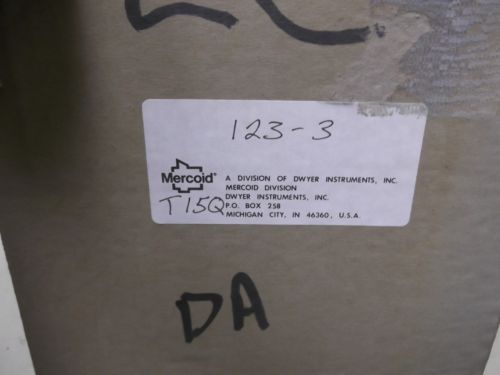 123-3
Mercoid®
A DIVISION OF DWYER INSTRUMENTS, INC.
MERCOID DIVISION
DWYER INSTRUMENTS, INC.
T15Q P.O. BOX 258
MICHIGAN CITY, IN 46360, U.S.A.
DA